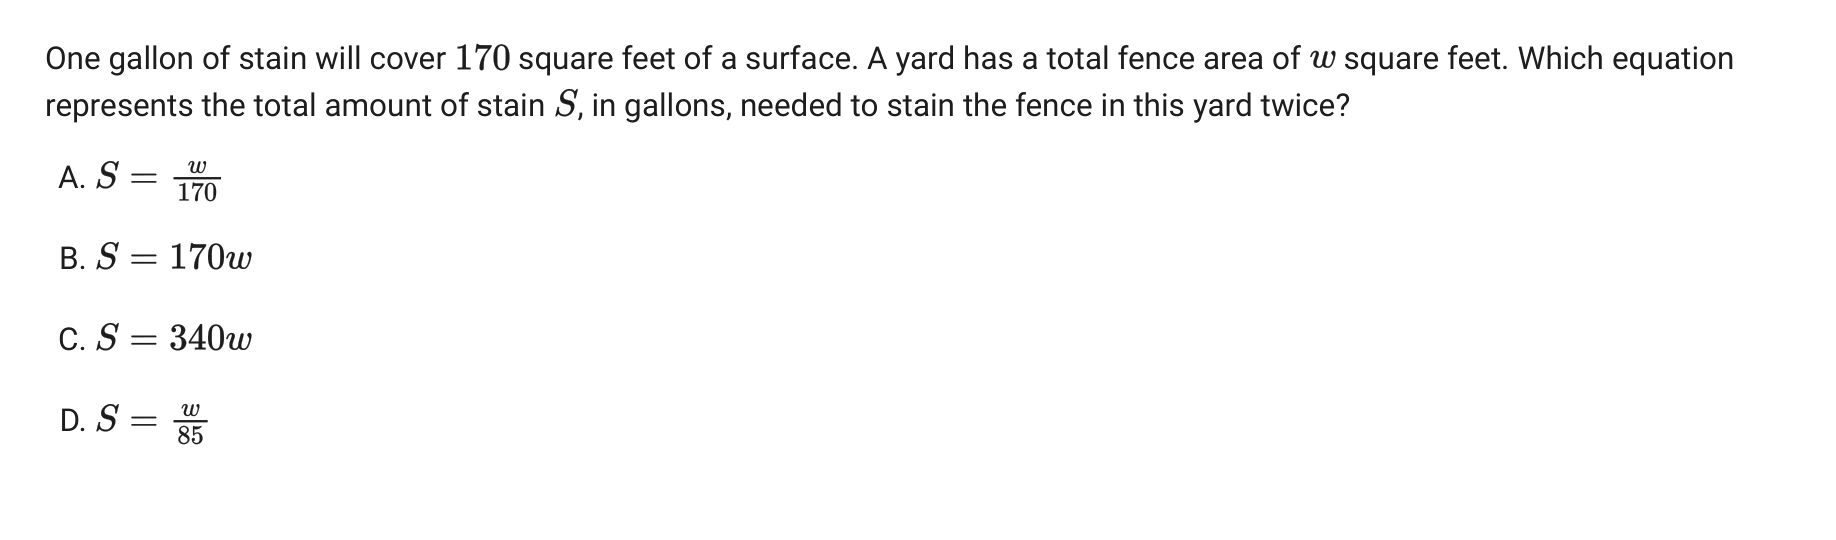 One gallon of stain will cover 170 square feet of a surface. A yard has a total fence area of w square feet. Which equation
represents the total amount of stain S, in gallons, needed to stain the fence in this yard twice?
A. S = w/170
B. S = 170w
C. S = 340w
D. S = w/85